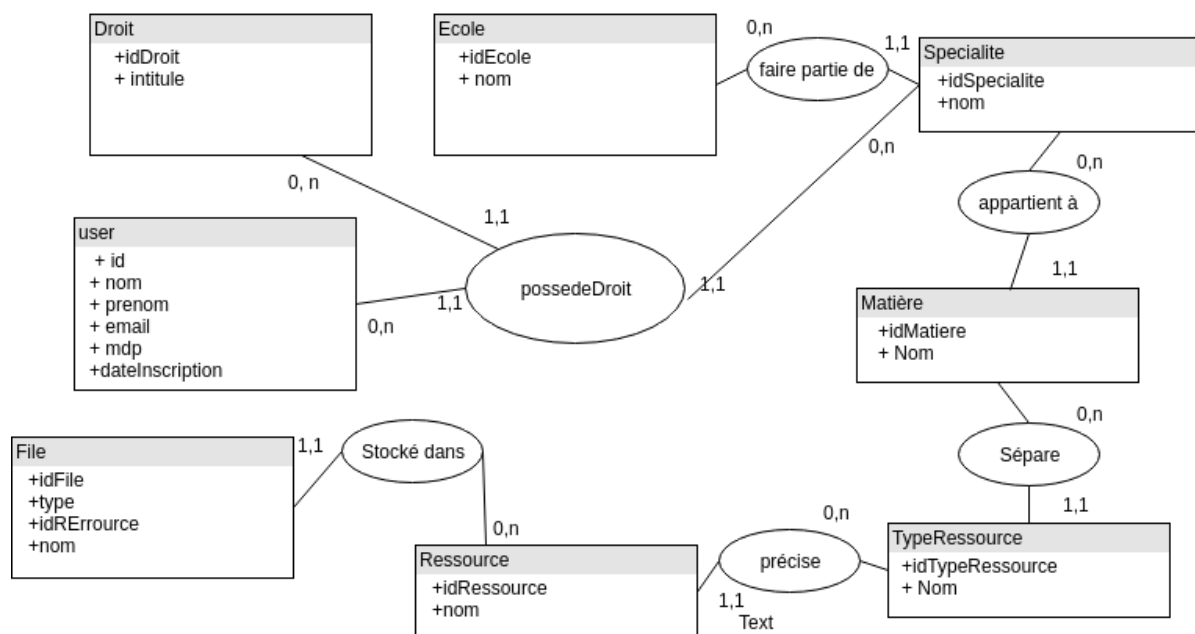 Droit
+idDroit
+ intitule
Ecole
+idEcole
+ nom
0,n
faire partie de
1,1
Specialite
+idSpecialite
+nom
0, n
1,1
0,n
0,n
appartient à
1,1
user
+ id
+ nom
+ prenom
+ email
+ mdp
+dateInscription
0,n
1,1
possedeDroit
1,1
Matière
+idMatiere
+ Nom
0,n
Sépare
1,1
File
+idFile
+type
+idRErrource
+nom
1,1
Stocké dans
0,n
Ressource
+idRessource
+nom
1,1
Text
précise
0,n
TypeRessource
+idTypeRessource
+ Nom